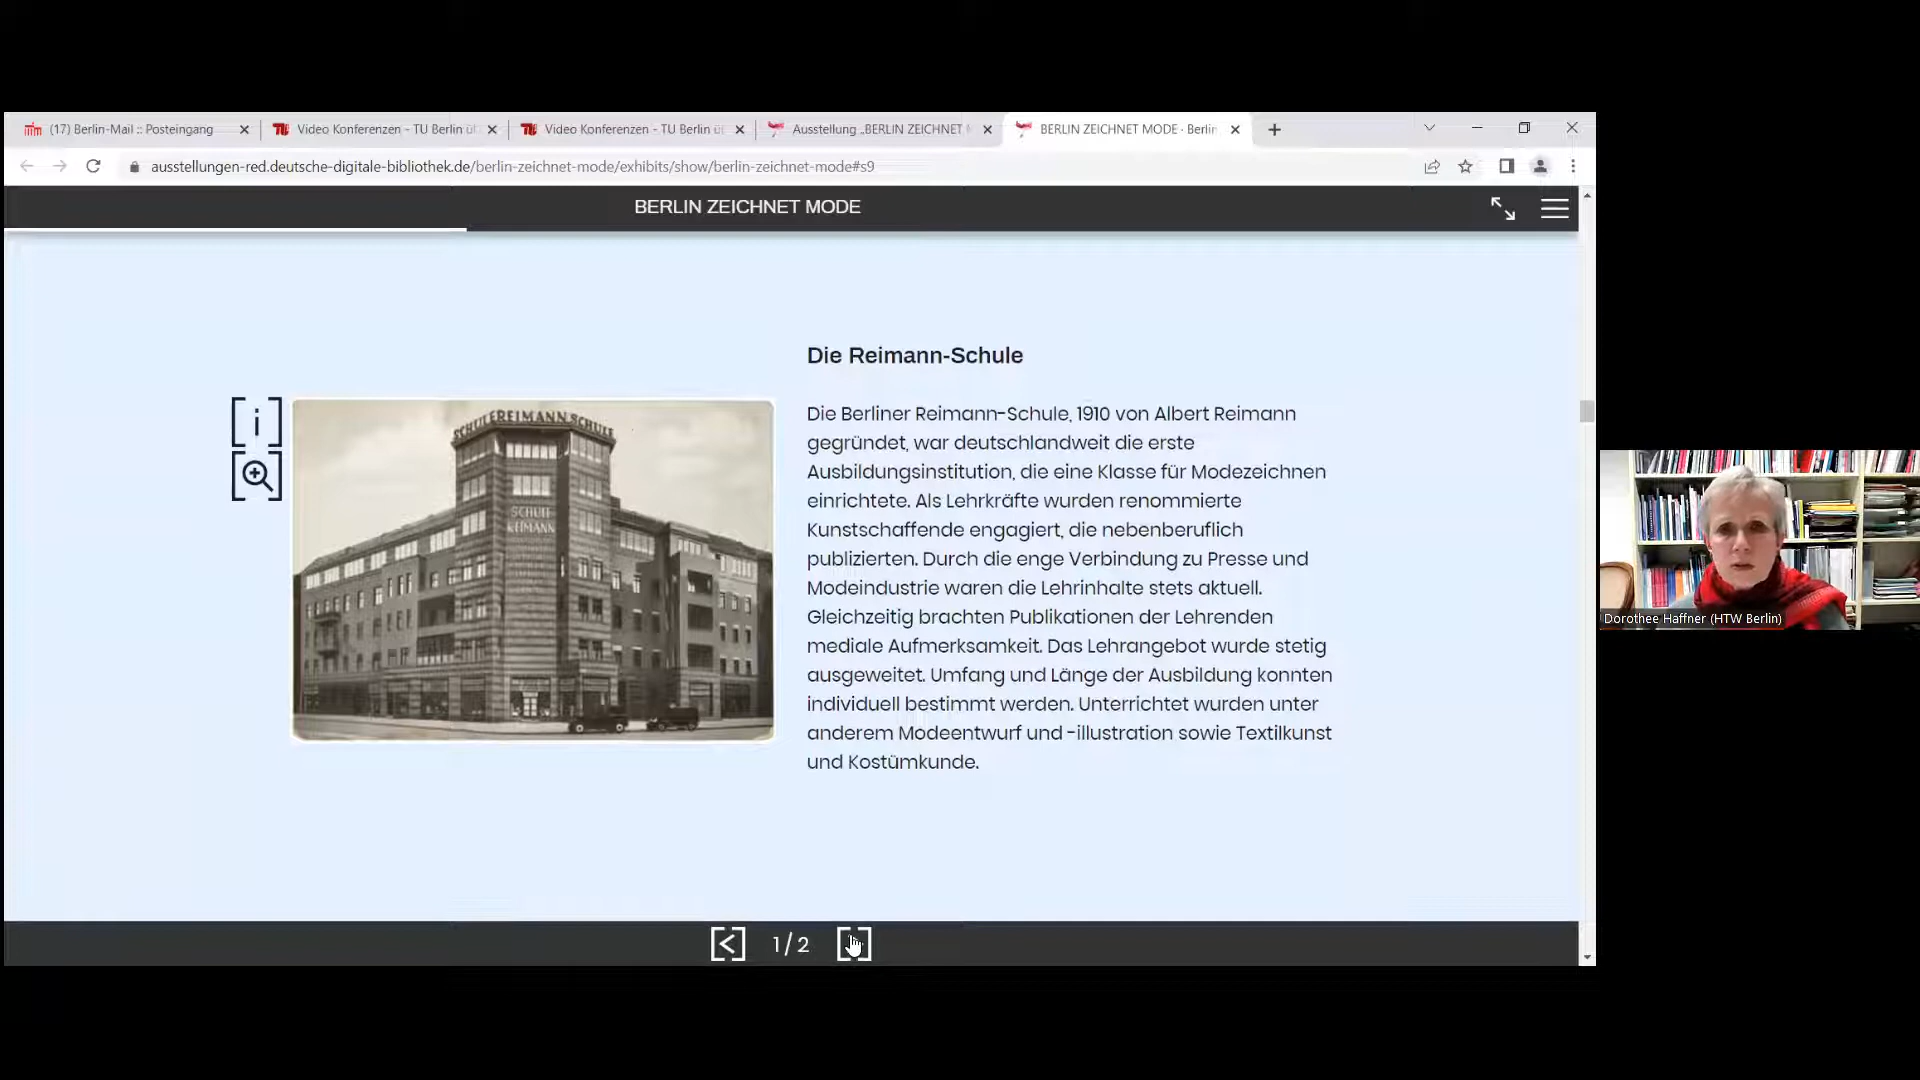 (17) Berlin-Mail :: Posteingang
Video Konferenzen - TU Berlin ül
Video Konferenzen - TU Berlin
Ausstellung „BERLIN ZEICHNET
BERLIN ZEICHNET MODE · Berlin
ausstellungen-red.deutsche-digitale-bibliothek.de/berlin-zeichnet-mode/exhibits/show/berlin-zeichnet-mode#s9
BERLIN ZEICHNET MODE
Die Reimann-Schule
Die Berliner Reimann-Schule, 1910 von Albert Reimann
gegründet, war deutschlandweit die erste
Ausbildungsinstitution, die eine Klasse für Modezeichnen
einrichtete. Als Lehrkräfte wurden renommierte
Kunstschaffende engagiert, die nebenberuflich
publizierten. Durch die enge Verbindung zu Presse und
Modeindustrie waren die Lehrinhalte stets aktuell.
Gleichzeitig brachten Publikationen der Lehrenden
mediale Aufmerksamkeit. Das Lehrangebot wurde stetig
ausgeweitet. Umfang und Länge der Ausbildung konnten
individuell bestimmt werden. Unterrichtet wurden unter
anderem Modeentwurf und -illustration sowie Textilkunst
und Kostümkunde.
SCHULE REIMANN SCHULE
SCHULE
REIMANN
1 / 2
Dorothee Haffner (HTW Berlin)